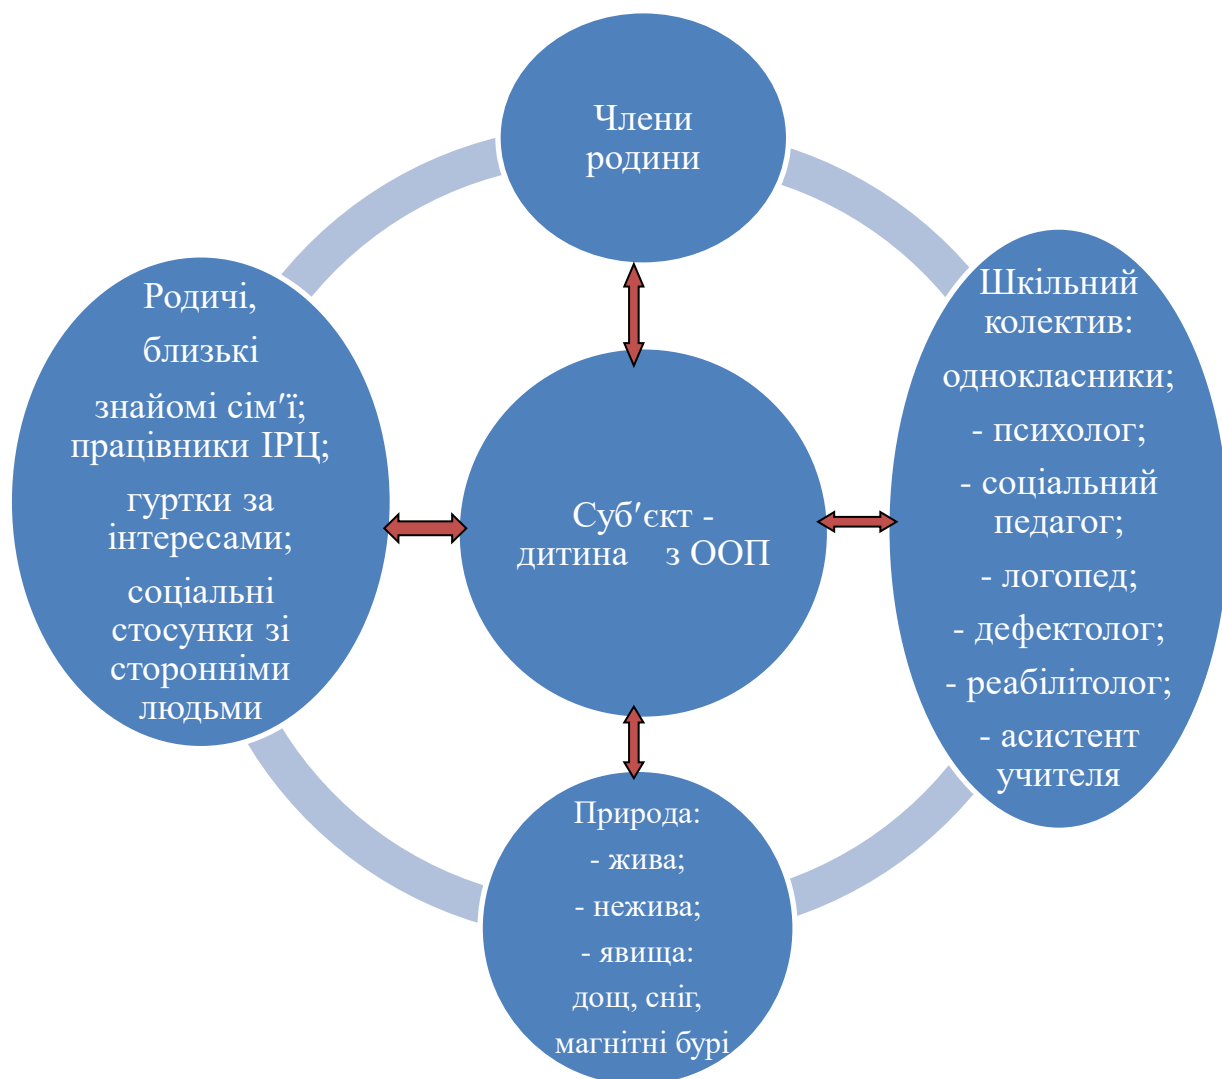 Члени
родини
Родичі,
близькі
знайомі сім′ї;
працівники ІРЦ;
гуртки за
інтересами;
соціальні
стосунки зі
сторонніми
людьми
Суб′єкт -
дитина з ООП
Шкільний
колектив:
однокласники;
- психолог;
- соціальний
педагог;
- логопед;
- дефектолог;
- реабілітолог;
- асистент
учителя
Природа:
- жива;
- нежива;
- явища:
дощ, сніг,
магнітні бурі